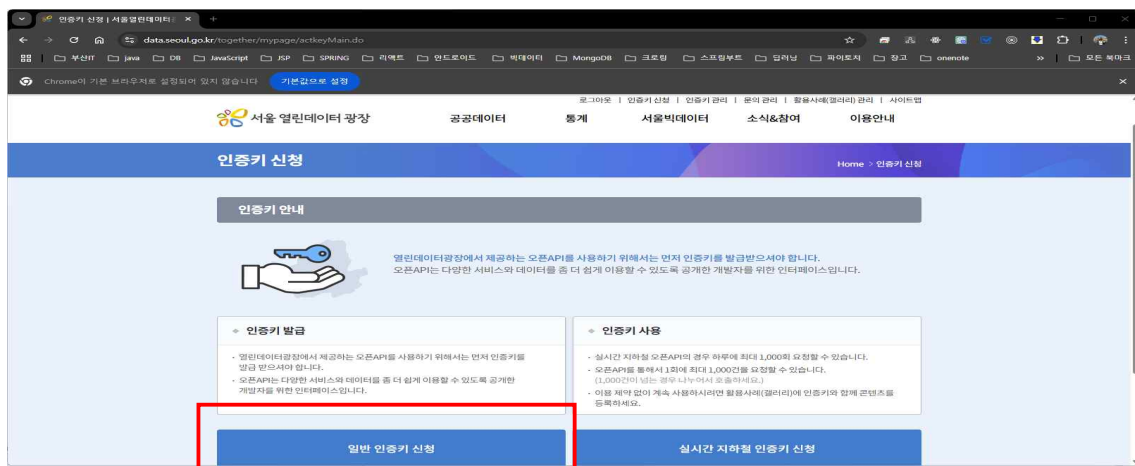 인증키 신청 | 서울열린데이터
data.seoul.go.kr/together/mypage/actkeyMain.do
부산IT java DB JavaScript JSP SPRING 리액트 안드로이드 빅데이터 MongoDB 크로링 스프링부트 딥러닝 파이토치 장고 onenote » 모든 북마크
Chrome이 기본 브라우저로 설정되어 있지 않습니다 기본값으로 설정
로그아웃 | 인증키 신청 | 인증키 관리 | 문의 관리 | 활용사례(갤러리) 관리 | 사이트맵
서울 열린데이터 광장 공공데이터 통계 서울빅데이터 소식&참여 이용안내
인증키 신청 Home > 인증키 신청
인증키 안내
열린데이터광장에서 제공하는 오픈API를 사용하기 위해서는 먼저 인증키를 발급받으셔야 합니다.
오픈API는 다양한 서비스와 데이터를 좀 더 쉽게 이용할 수 있도록 공개한 개발자를 위한 인터페이스입니다.
인증키 발급
- 열린데이터광장에서 제공하는 오픈API를 사용하기 위해서는 먼저 인증키를
발급 받으셔야 합니다.
- 오픈API는 다양한 서비스와 데이터를 좀 더 쉽게 이용할 수 있도록 공개한
개발자를 위한 인터페이스입니다.
인증키 사용
- 실시간 지하철 오픈API의 경우 하루에 최대 1,000회 요청할 수 있습니다.
- 오픈API를 통해서 1회에 최대 1,000건을 요청할 수 있습니다.
(1,000건이 넘는 경우 나누어서 호출하세요.)
- 이용 제약 없이 계속 사용하시려면 활용사례(갤러리)에 인증키와 함께 콘텐츠를
등록하세요.
일반 인증키 신청
실시간 지하철 인증키 신청